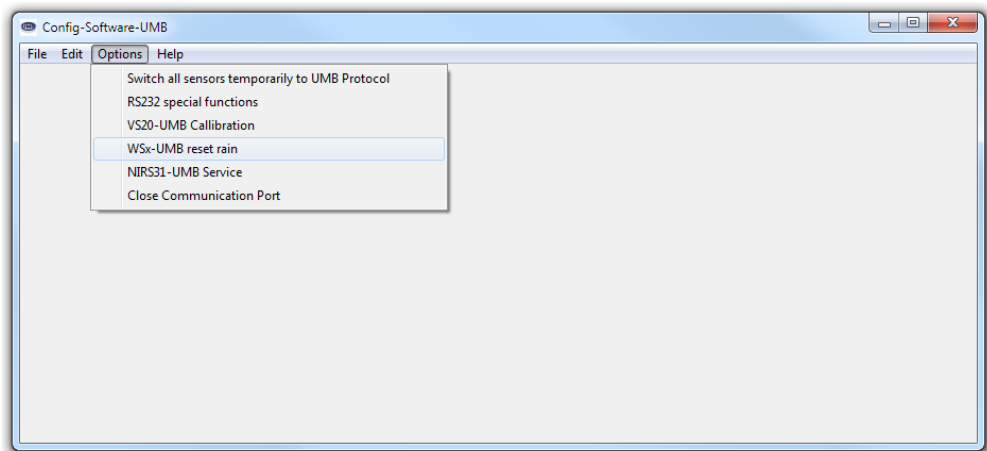 Config-Software-UMB
File Edit Options Help
Switch all sensors temporarily to UMB Protocol
RS232 special functions
VS20-UMB Callibration
WSx-UMB reset rain
NIRS31-UMB Service
Close Communication Port